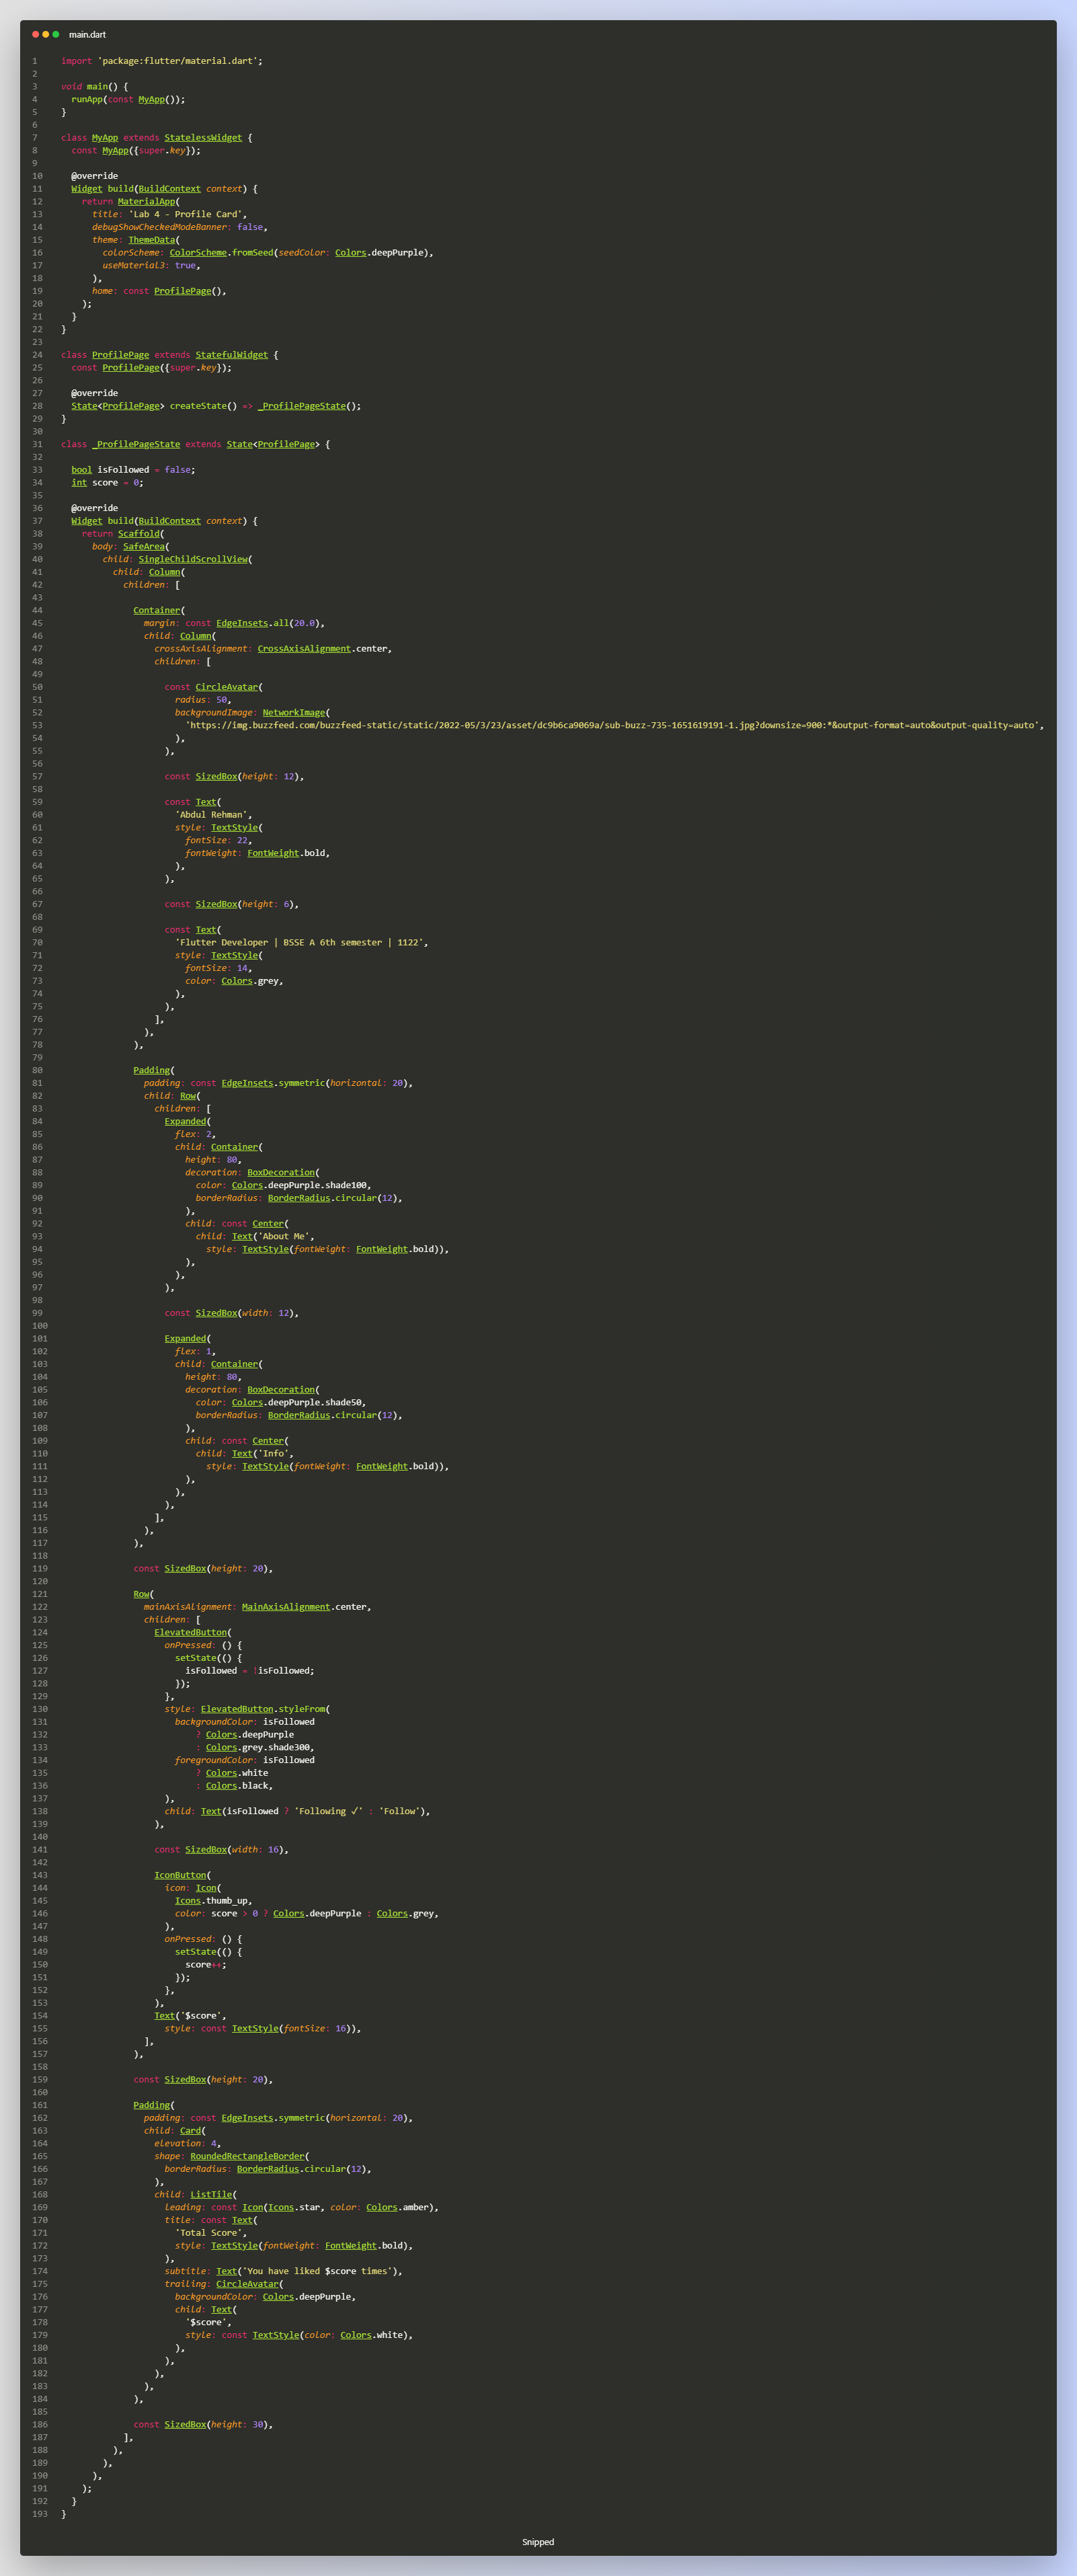 main.dart
1 import 'package:flutter/material.dart';
2
3 void main() {
4   runApp(const MyApp());
5 }
6
7 class MyApp extends StatelessWidget {
8   const MyApp({super.key});
9
10   @override
11   Widget build(BuildContext context) {
12     return MaterialApp(
13       title: 'Lab 4 - Profile Card',
14       debugShowCheckedModeBanner: false,
15       theme: ThemeData(
16         colorScheme: ColorScheme.fromSeed(seedColor: Colors.deepPurple),
17         useMaterial3: true,
18       ),
19       home: const ProfilePage(),
20     );
21   }
22 }
23
24 class ProfilePage extends StatefulWidget {
25   const ProfilePage({super.key});
26
27   @override
28   State<ProfilePage> createState() => _ProfilePageState();
29 }
30
31 class _ProfilePageState extends State<ProfilePage> {
32
33   bool isFollowed = false;
34   int score = 0;
35
36   @override
37   Widget build(BuildContext context) {
38     return Scaffold(
39       body: SafeArea(
40         child: SingleChildScrollView(
41           child: Column(
42             children: [
43
44               Container(
45                 margin: const EdgeInsets.all(20.0),
46                 child: Column(
47                   crossAxisAlignment: CrossAxisAlignment.center,
48                   children: [
49
50                     const CircleAvatar(
51                       radius: 50,
52                       backgroundImage: NetworkImage(
53                         'https://img.buzzfeed.com/buzzfeed-static/static/2022-05/3/23/asset/dc9b6ca9069a/sub-buzz-735-1651619191-1.jpg?downsize=900:*&output-format=auto&output-quality=auto',
54                       ),
55                     ),
56
57                     const SizedBox(height: 12),
58
59                     const Text(
60                       'Abdul Rehman',
61                       style: TextStyle(
62                         fontSize: 22,
63                         fontWeight: FontWeight.bold,
64                       ),
65                     ),
66
67                     const SizedBox(height: 6),
68
69                     const Text(
70                       'Flutter Developer | BSSE A 6th semester | 1122',
71                       style: TextStyle(
72                         fontSize: 14,
73                         color: Colors.grey,
74                       ),
75                     ),
76                   ],
77                 ),
78               ),
79
80               Padding(
81                 padding: const EdgeInsets.symmetric(horizontal: 20),
82                 child: Row(
83                   children: [
84                     Expanded(
85                       flex: 2,
86                       child: Container(
87                         height: 80,
88                         decoration: BoxDecoration(
89                           color: Colors.deepPurple.shade100,
90                           borderRadius: BorderRadius.circular(12),
91                         ),
92                         child: const Center(
93                           child: Text('About Me',
94                             style: TextStyle(fontWeight: FontWeight.bold)),
95                         ),
96                       ),
97                     ),
98
99                     const SizedBox(width: 12),
100
101                     Expanded(
102                       flex: 1,
103                       child: Container(
104                         height: 80,
105                         decoration: BoxDecoration(
106                           color: Colors.deepPurple.shade50,
107                           borderRadius: BorderRadius.circular(12),
108                         ),
109                         child: const Center(
110                           child: Text('Info',
111                             style: TextStyle(fontWeight: FontWeight.bold)),
112                         ),
113                       ),
114                     ),
115                   ],
116                 ),
117               ),
118
119               const SizedBox(height: 20),
120
121               Row(
122                 mainAxisAlignment: MainAxisAlignment.center,
123                 children: [
124                   ElevatedButton(
125                     onPressed: () {
126                       setState(() {
127                         isFollowed = !isFollowed;
128                       });
129                     },
130                     style: ElevatedButton.styleFrom(
131                       backgroundColor: isFollowed
132                           ? Colors.deepPurple
133                           : Colors.grey.shade300,
134                       foregroundColor: isFollowed
135                           ? Colors.white
136                           : Colors.black,
137                     ),
138                     child: Text(isFollowed ? 'Following ✓' : 'Follow'),
139                   ),
140
141                   const SizedBox(width: 16),
142
143                   IconButton(
144                     icon: Icon(
145                       Icons.thumb_up,
146                       color: score > 0 ? Colors.deepPurple : Colors.grey,
147                     ),
148                     onPressed: () {
149                       setState(() {
150                         score++;
151                       });
152                     },
153                   ),
154                   Text('$score',
155                     style: const TextStyle(fontSize: 16)),
156                 ],
157               ),
158
159               const SizedBox(height: 20),
160
161               Padding(
162                 padding: const EdgeInsets.symmetric(horizontal: 20),
163                 child: Card(
164                   elevation: 4,
165                   shape: RoundedRectangleBorder(
166                     borderRadius: BorderRadius.circular(12),
167                   ),
168                   child: ListTile(
169                     leading: const Icon(Icons.star, color: Colors.amber),
170                     title: const Text(
171                       'Total Score',
172                       style: TextStyle(fontWeight: FontWeight.bold),
173                     ),
174                     subtitle: Text('You have liked $score times'),
175                     trailing: CircleAvatar(
176                       backgroundColor: Colors.deepPurple,
177                       child: Text(
178                         '$score',
179                         style: const TextStyle(color: Colors.white),
180                       ),
181                     ),
182                   ),
183                 ),
184               ),
185
186               const SizedBox(height: 30),
187             ],
188           ),
189         ),
190       ),
191     );
192   }
193 }
Snipped